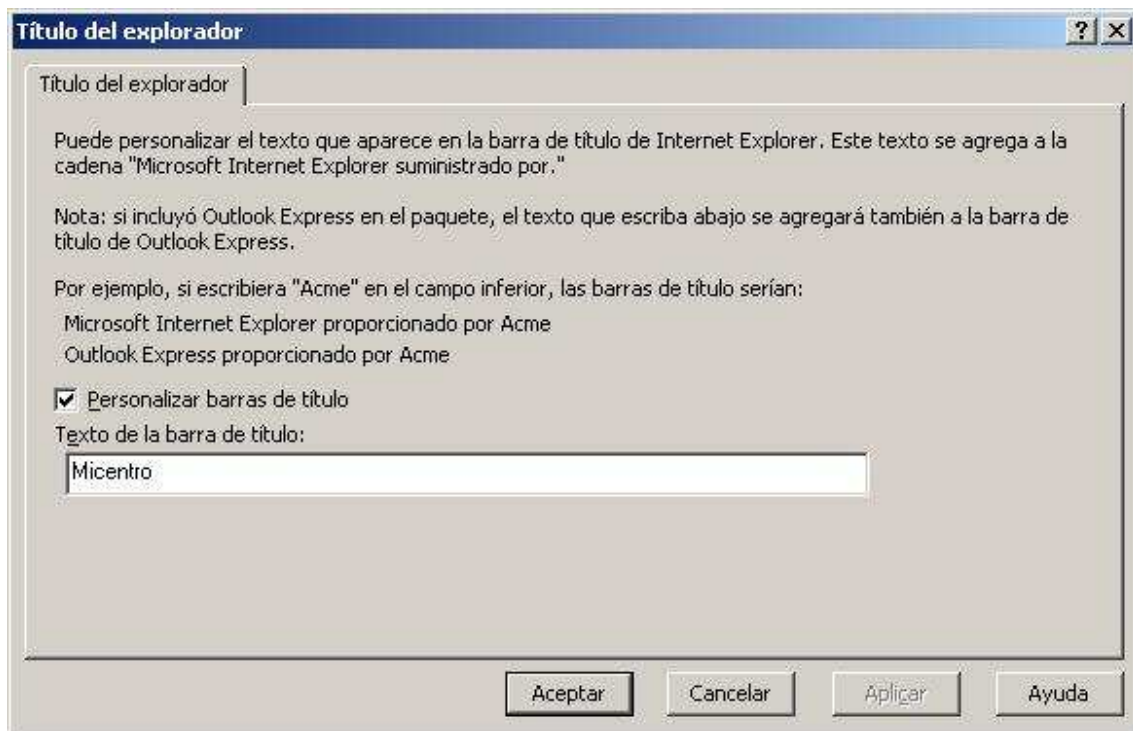 Título del explorador
Título del explorador
Puede personalizar el texto que aparece en la barra de título de Internet Explorer. Este texto se agrega a la
cadena "Microsoft Internet Explorer suministrado por."
Nota: si incluyó Outlook Express en el paquete, el texto que escriba abajo se agregará también a la barra de
título de Outlook Express.
Por ejemplo, si escribiera "Acme" en el campo inferior, las barras de título serían:
Microsoft Internet Explorer proporcionado por Acme
Outlook Express proporcionado por Acme
Personalizar barras de título
Texto de la barra de título:
Micentro
Aceptar Cancelar Aplicar Ayuda